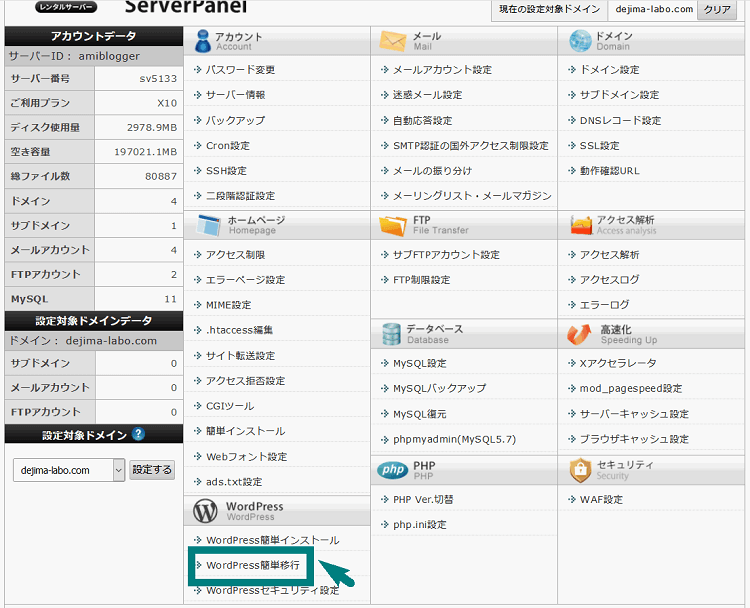 レンタルサーバー
ServerPanel
現在の設定対象ドメイン
dejima-labo.com
クリア
アカウントデータ
サーバーID： amiblogger
サーバー番号 sv5133
ご利用プラン X10
ディスク使用量 2978.9MB
空き容量 197021.1MB
総ファイル数 80887
ドメイン 4
サブドメイン 1
メールアカウント 4
FTPアカウント 2
MySQL 11
設定対象ドメインデータ
ドメイン： dejima-labo.com
サブドメイン 0
メールアカウント 0
FTPアカウント 0
設定対象ドメイン ?
dejima-labo.com 設定する
アカウント
Account
パスワード変更
サーバー情報
バックアップ
Cron設定
SSH設定
二段階認証設定
ホームページ
Homepage
アクセス制限
エラーページ設定
MIME設定
.htaccess編集
サイト転送設定
アクセス拒否設定
CGIツール
簡単インストール
Webフォント設定
ads.txt設定
WordPress
WordPress
WordPress簡単インストール
WordPress簡単移行
WordPressセキュリティ設定
メール
Mail
メールアカウント設定
迷惑メール設定
自動応答設定
SMTP認証の国外アクセス制限設定
メールの振り分け
メーリングリスト・メールマガジン
FTP
File Transfer
サブFTPアカウント設定
FTP制限設定
データベース
Database
MySQL設定
MySQLバックアップ
MySQL復元
phpmyadmin(MySQL5.7)
php
PHP
PHP
PHP Ver.切替
php.ini設定
ドメイン
Domain
ドメイン設定
サブドメイン設定
DNSレコード設定
SSL設定
動作確認URL
アクセス解析
Access analysis
アクセス解析
アクセスログ
エラーログ
高速化
Speeding Up
Xアクセラレータ
mod_pagespeed設定
サーバーキャッシュ設定
ブラウザキャッシュ設定
セキュリティ
Security
WAF設定